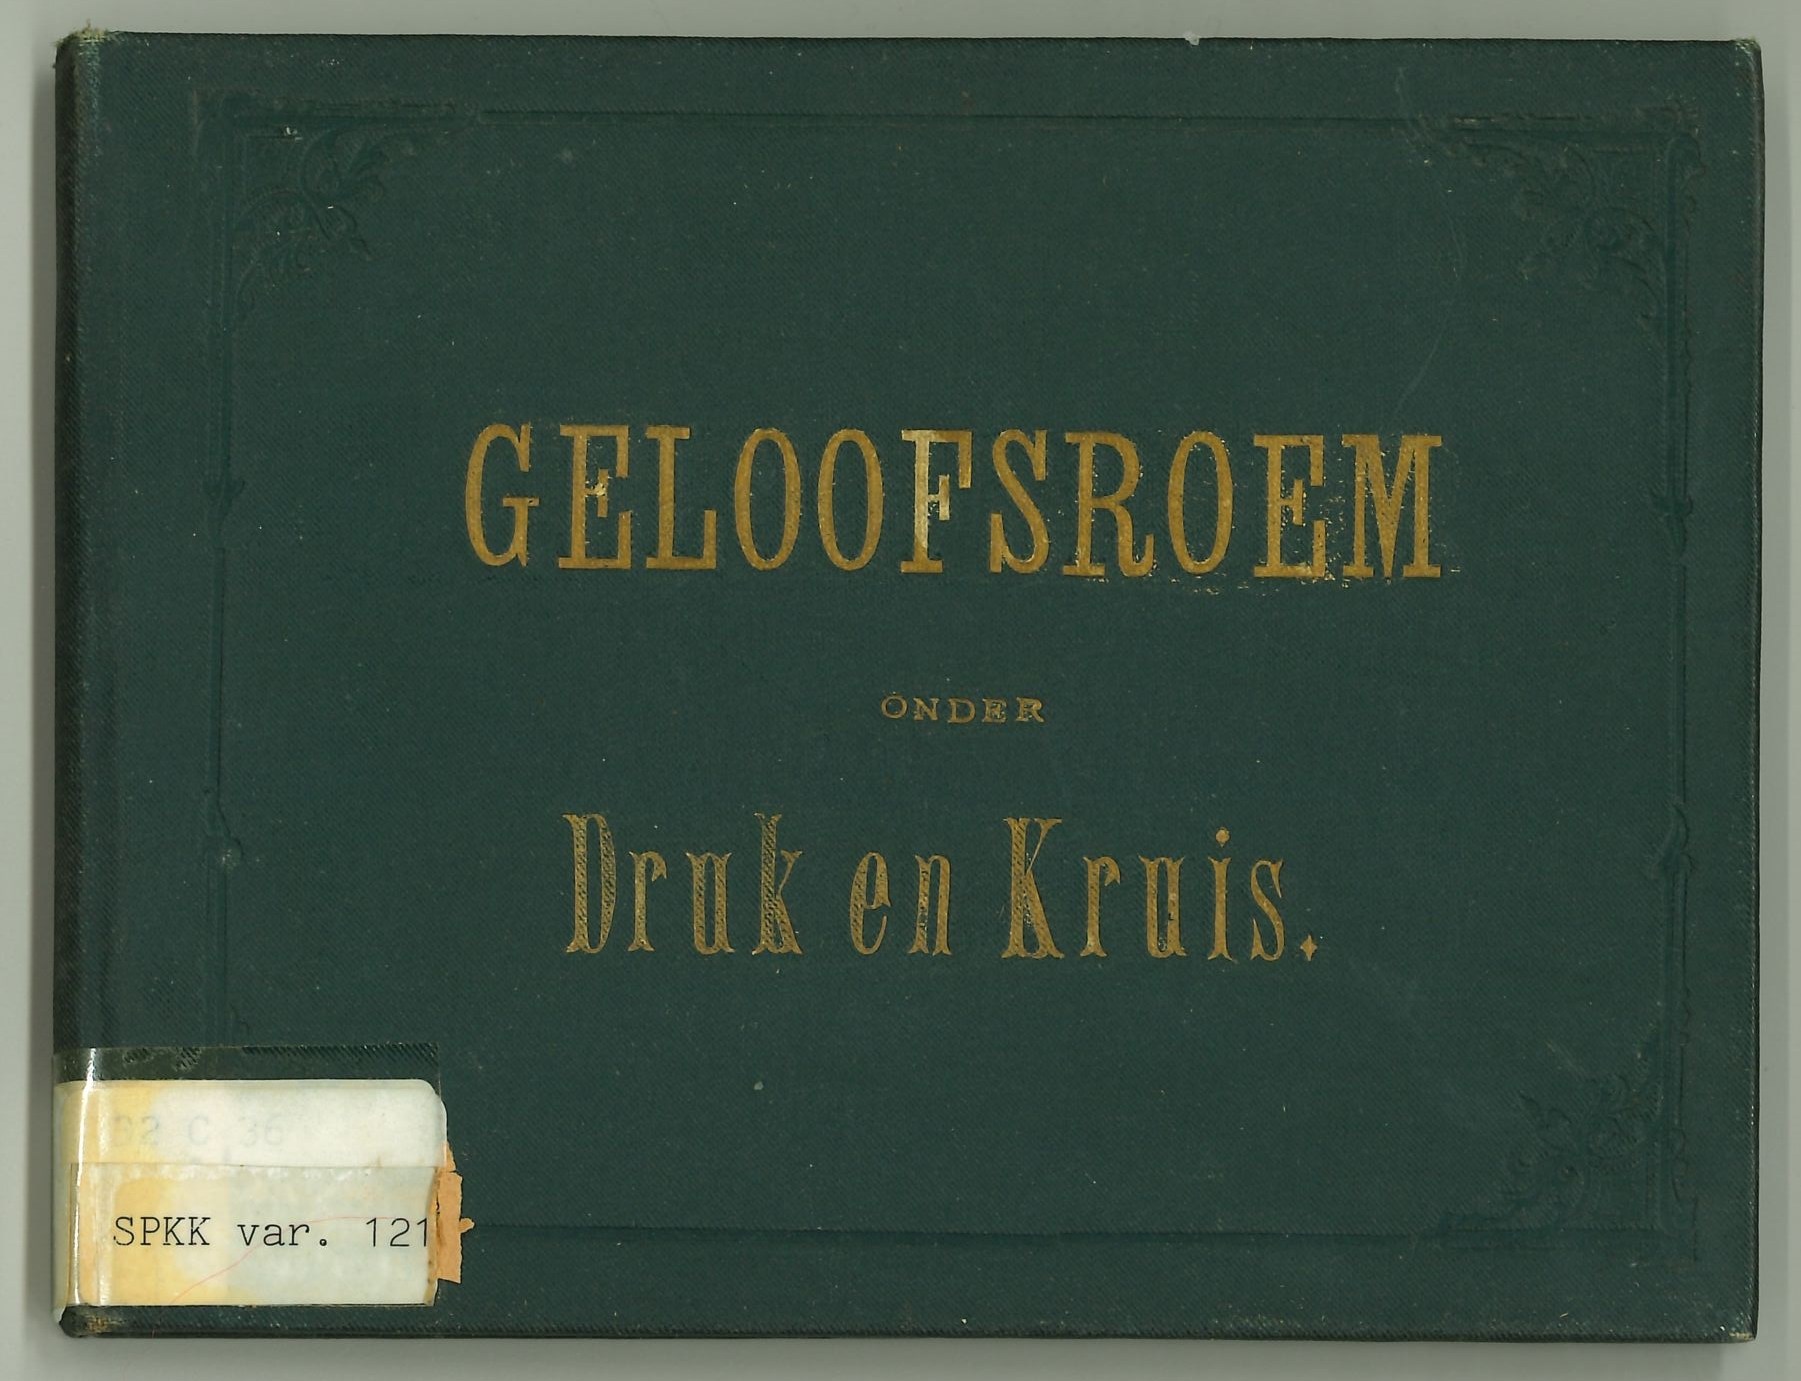 GELOOFSROEM
ONDER
Druk en Kruis.
SPKK var. 121